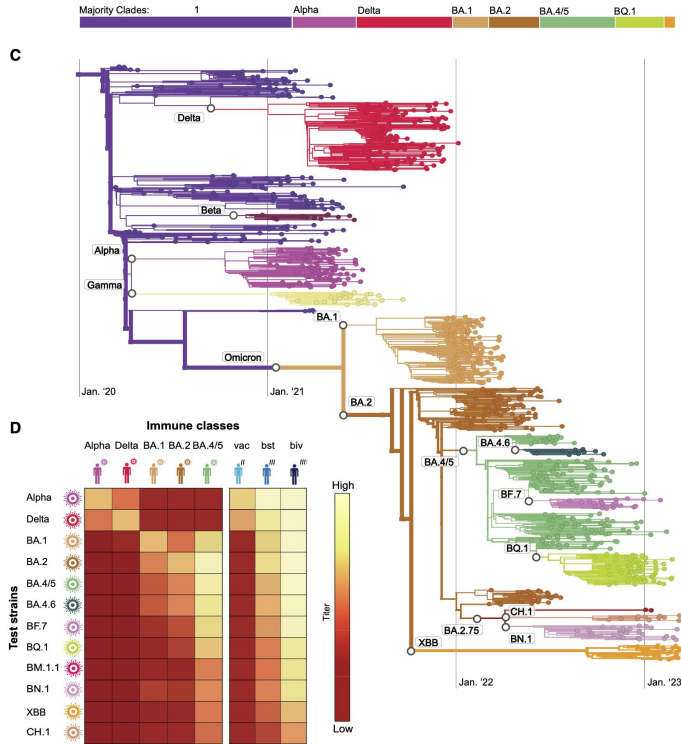 Majority Clades: 1 Alpha Delta BA.1 BA.2 BA.4/5 BQ.1
C
Delta
Beta
Alpha
Gamma
BA.1
Omicron
Jan. '20
Jan. '21
BA.2
BA.4.6
BA.4/5
BF.7
BQ.1
CH.1
BA.2.75
BN.1
XBB
Jan. '22
Jan. '23
D
Immune classes
Alpha Delta BA.1 BA.2 BA.4/5 vac bst biv
Test strains
Alpha
Delta
BA.1
BA.2
BA.4/5
BA.4.6
BF.7
BQ.1
BM.1.1
BN.1
XBB
CH.1
High
Titer
Low